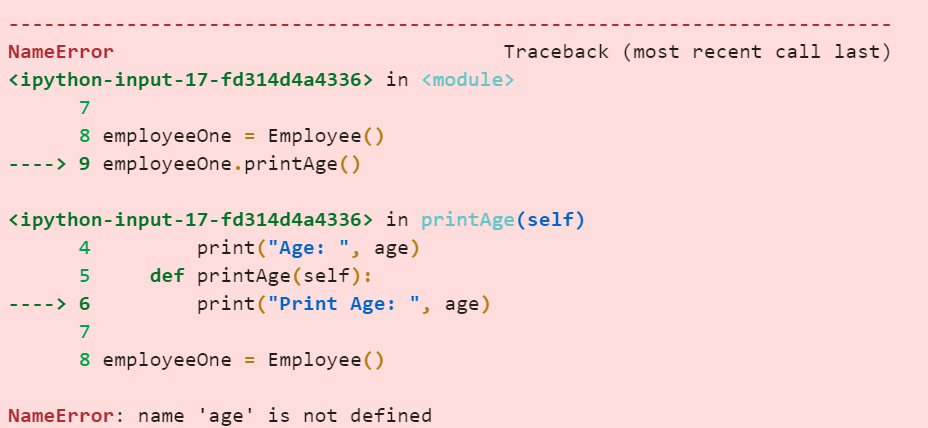 ---------------------------------------------------------------------------
NameError                                 Traceback (most recent call last)
<ipython-input-17-fd314d4a4336> in <module>
      7 
      8 employeeOne = Employee()
----> 9 employeeOne.printAge()

<ipython-input-17-fd314d4a4336> in printAge(self)
      4         print("Age: ", age)
      5     def printAge(self):
----> 6         print("Print Age: ", age)
      7 
      8 employeeOne = Employee()

NameError: name 'age' is not defined